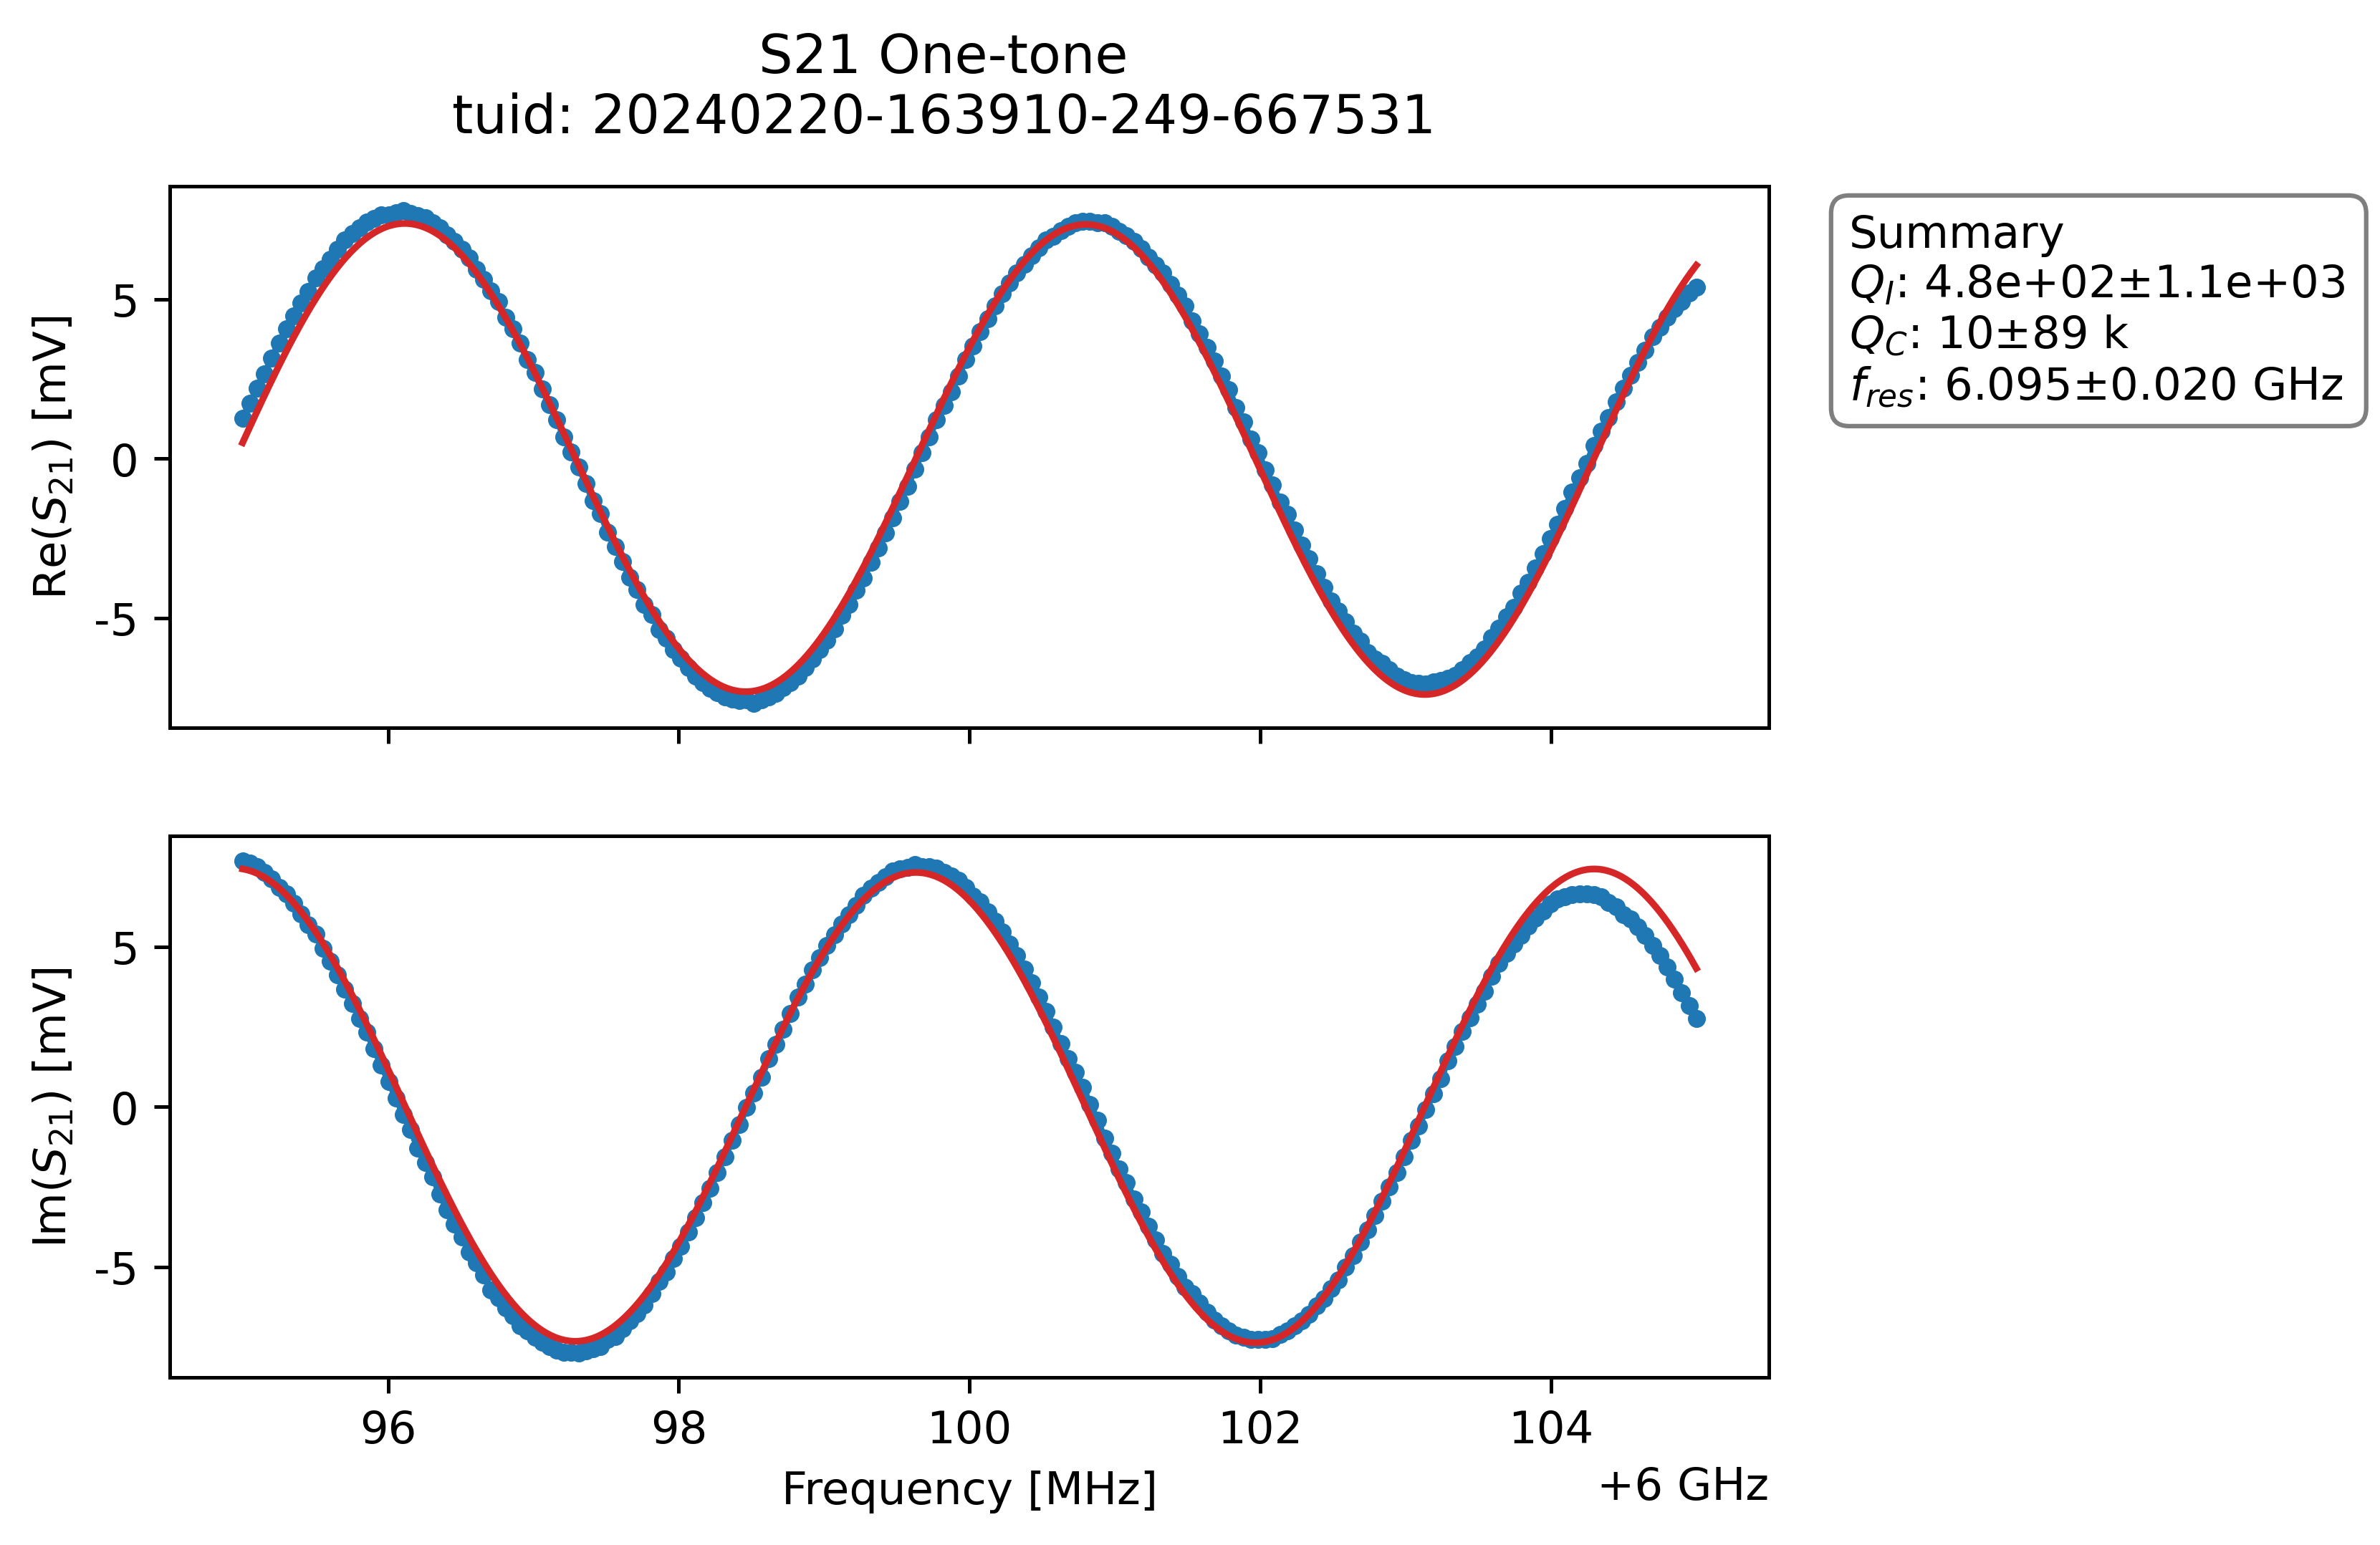 S21 One-tone
tuid: 20240220-163910-249-667531
Re(S₂₁) [mV]
5
0
-5
Summary
Qₗ: 4.8e+02±1.1e+03
Q_C: 10±89 k
f_res: 6.095±0.020 GHz
Im(S₂₁) [mV]
5
0
-5
96 98 100 102 104
Frequency [MHz]
+6 GHz